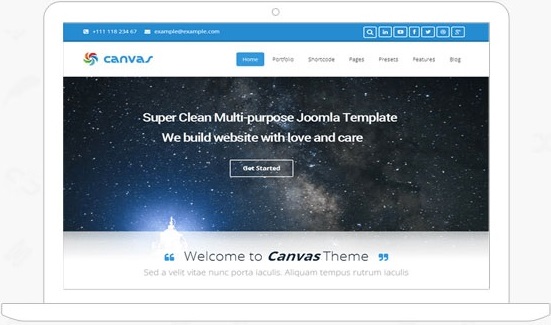 +111 118 234 67 example@example.com
canvas Home Portfolio Shortcode Pages Presets Features Blog
Super Clean Multi-purpose Joomla Template
We build website with love and care
Get Started
Welcome to Canvas Theme
Sed a velit vitae nunc porta iaculis. Aliquam tempus rutrum iaculis